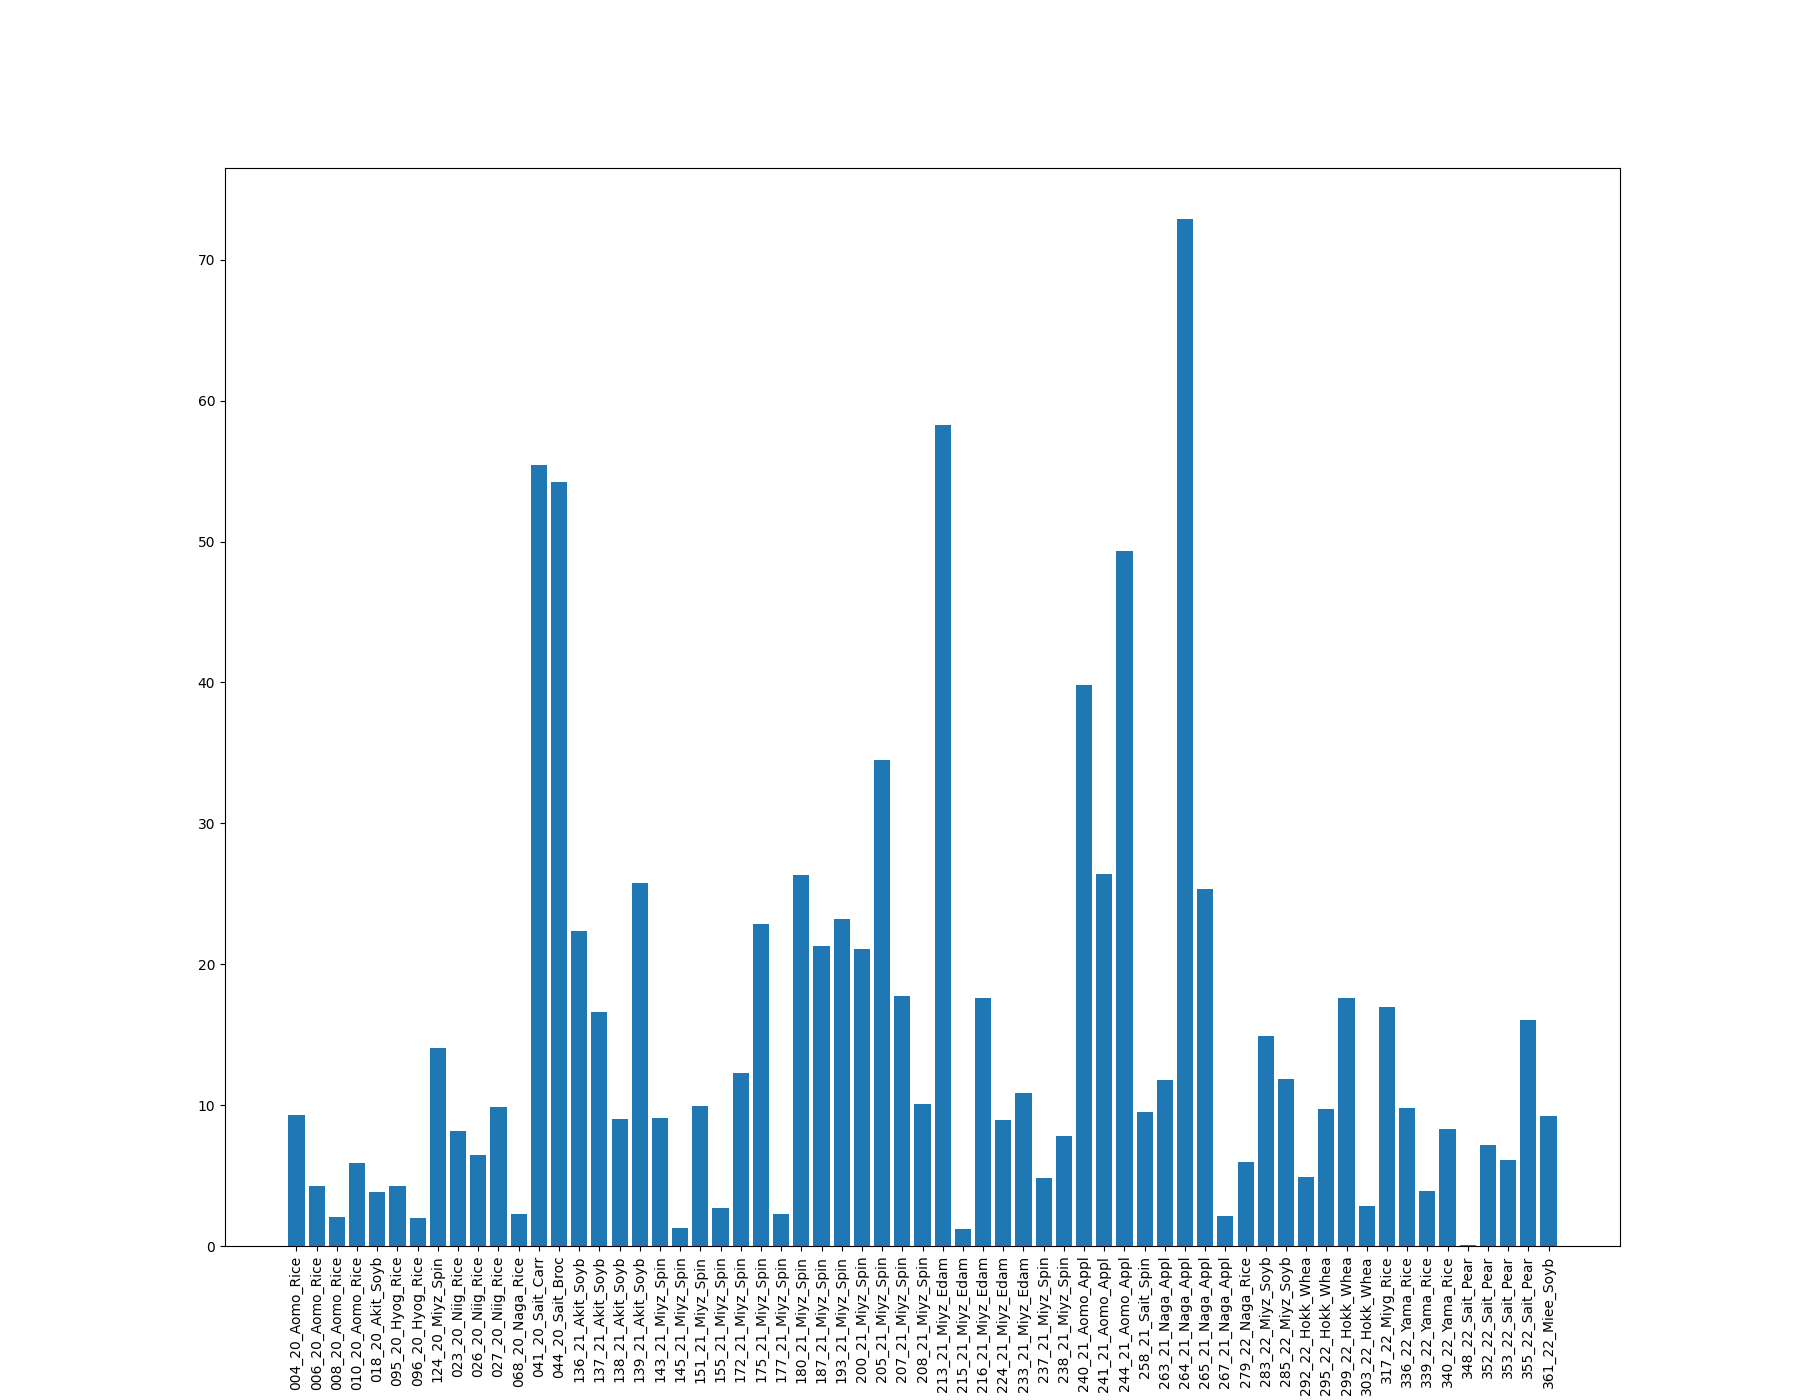 70
60
50
40
30
20
10
0
004_20_Aomo_Rice
006_20_Aomo_Rice
008_20_Aomo_Rice
010_20_Aomo_Rice
018_20_Akit_Soyb
095_20_Hyog_Rice
096_20_Hyog_Rice
124_20_Miyz_Spin
023_20_Niig_Rice
026_20_Niig_Rice
027_20_Niig_Rice
068_20_Naga_Rice
041_20_Sait_Carr
044_20_Sait_Broc
136_21_Akit_Soyb
137_21_Akit_Soyb
138_21_Akit_Soyb
139_21_Akit_Soyb
143_21_Miyz_Spin
145_21_Miyz_Spin
151_21_Miyz_Spin
155_21_Miyz_Spin
172_21_Miyz_Spin
175_21_Miyz_Spin
177_21_Miyz_Spin
180_21_Miyz_Spin
187_21_Miyz_Spin
193_21_Miyz_Spin
200_21_Miyz_Spin
205_21_Miyz_Spin
207_21_Miyz_Spin
208_21_Miyz_Spin
213_21_Miyz_Edam
215_21_Miyz_Edam
216_21_Miyz_Edam
224_21_Miyz_Edam
233_21_Miyz_Edam
237_21_Miyz_Spin
238_21_Miyz_Spin
240_21_Aomo_Appl
241_21_Aomo_Appl
244_21_Aomo_Appl
258_21_Sait_Spin
263_21_Naga_Appl
264_21_Naga_Appl
265_21_Naga_Appl
267_21_Naga_Appl
279_22_Naga_Rice
283_22_Miyz_Soyb
285_22_Miyz_Soyb
292_22_Hokk_Whea
295_22_Hokk_Whea
299_22_Hokk_Whea
303_22_Hokk_Whea
317_22_Miyg_Rice
336_22_Yama_Rice
339_22_Yama_Rice
340_22_Yama_Rice
348_22_Sait_Pear
352_22_Sait_Pear
353_22_Sait_Pear
355_22_Sait_Pear
361_22_Miee_Soyb